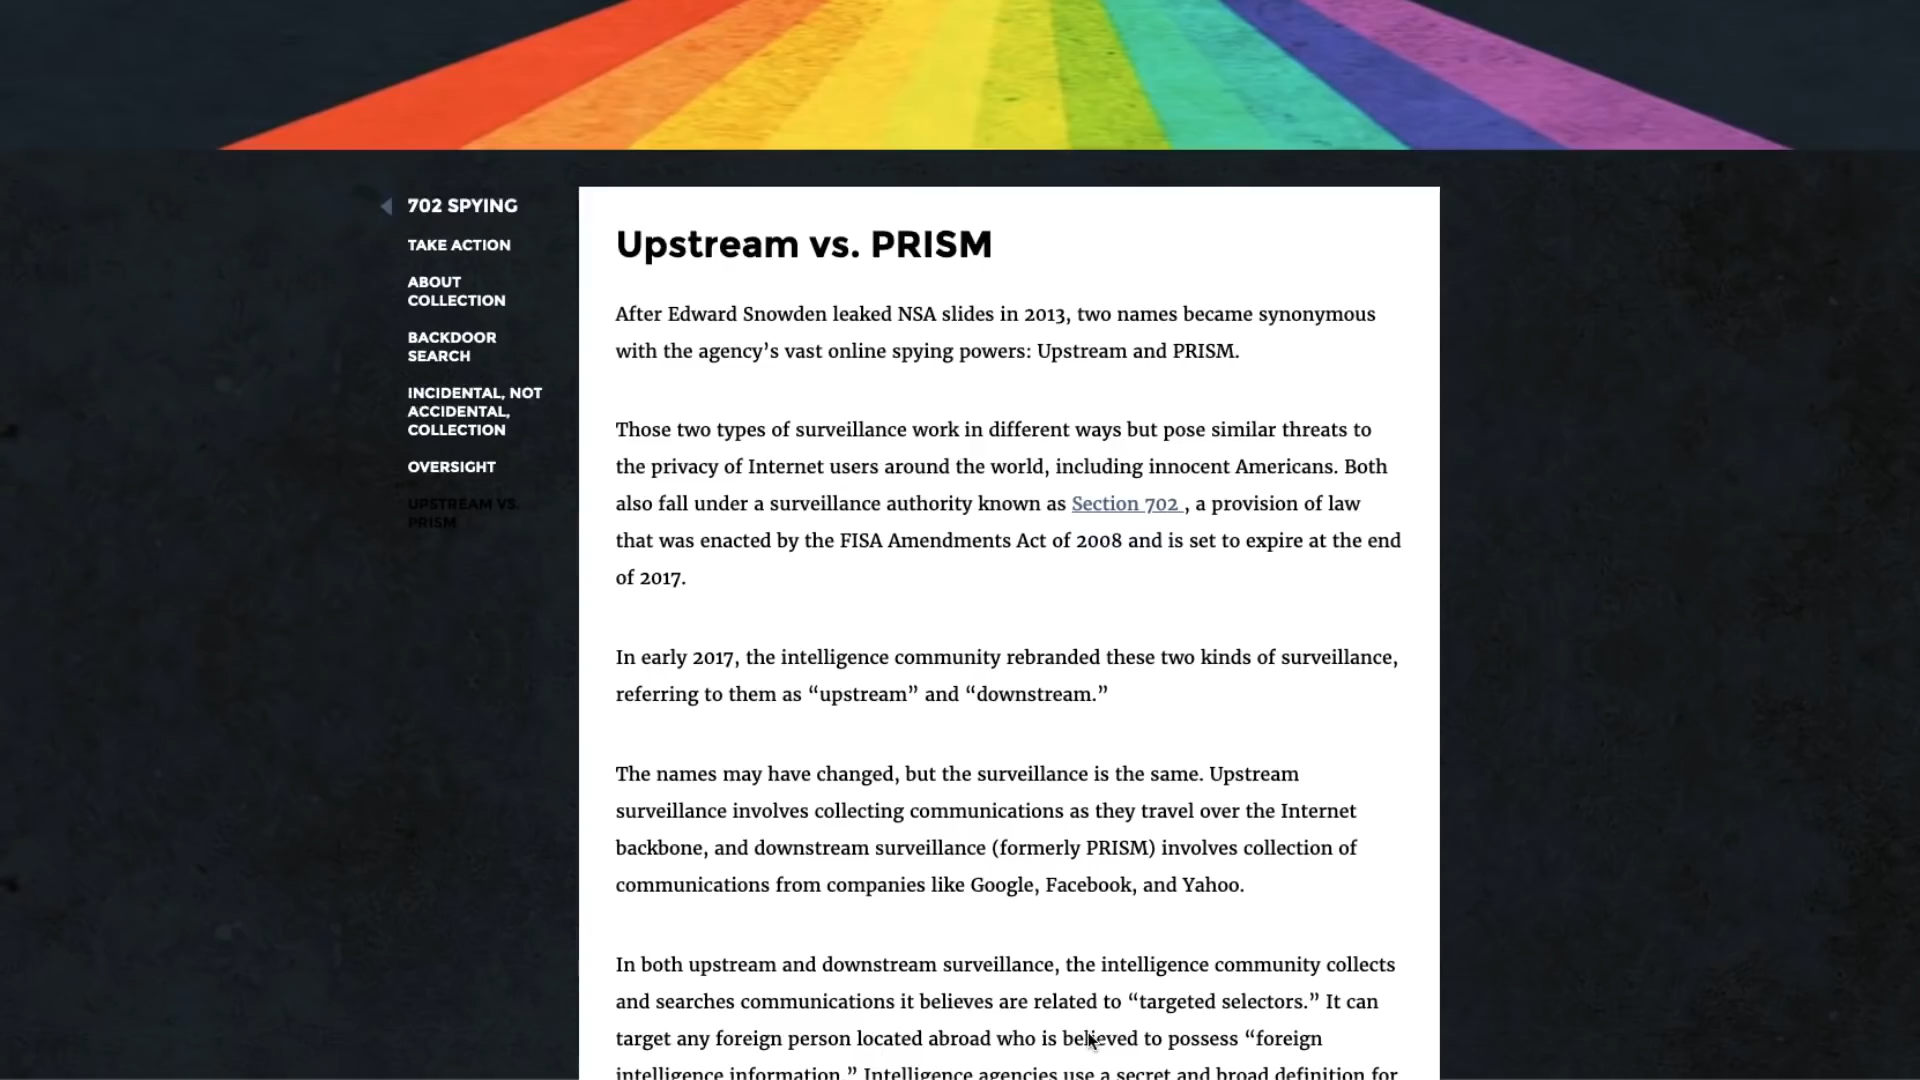 702 SPYING
TAKE ACTION
ABOUT
COLLECTION
BACKDOOR
SEARCH
INCIDENTAL, NOT
ACCIDENTAL,
COLLECTION
OVERSIGHT
UPSTREAM VS.
PRISM
Upstream vs. PRISM
After Edward Snowden leaked NSA slides in 2013, two names became synonymous
with the agency’s vast online spying powers: Upstream and PRISM.
Those two types of surveillance work in different ways but pose similar threats to
the privacy of Internet users around the world, including innocent Americans. Both
also fall under a surveillance authority known as Section 702 , a provision of law
that was enacted by the FISA Amendments Act of 2008 and is set to expire at the end
of 2017.
In early 2017, the intelligence community rebranded these two kinds of surveillance,
referring to them as “upstream” and “downstream.”
The names may have changed, but the surveillance is the same. Upstream
surveillance involves collecting communications as they travel over the Internet
backbone, and downstream surveillance (formerly PRISM) involves collection of
communications from companies like Google, Facebook, and Yahoo.
In both upstream and downstream surveillance, the intelligence community collects
and searches communications it believes are related to “targeted selectors.” It can
target any foreign person located abroad who is believed to possess “foreign
intelligence information.” Intelligence agencies use a secret and broad definition for